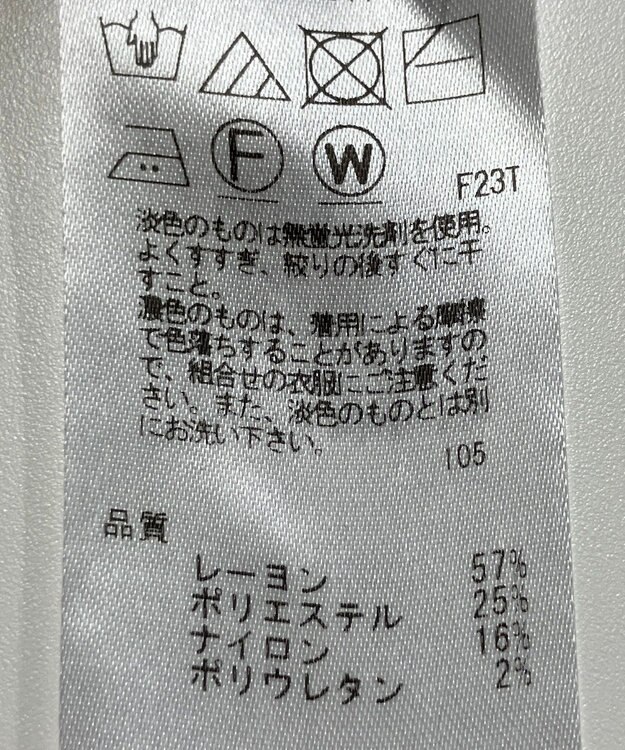 F W F23T
淡色のものは無蛍光洗剤を使用。
よくすすぎ、絞りの後すぐに干
すこと。
濃色のものは、着用による摩擦
で色落ちすることがありますの
で、組合せの衣服にご注意くだ
さい。また、淡色のものとは別
にお洗い下さい。
105
品質
レーヨン 57%
ポリエステル 25%
ナイロン 16%
ポリウレタン 2%